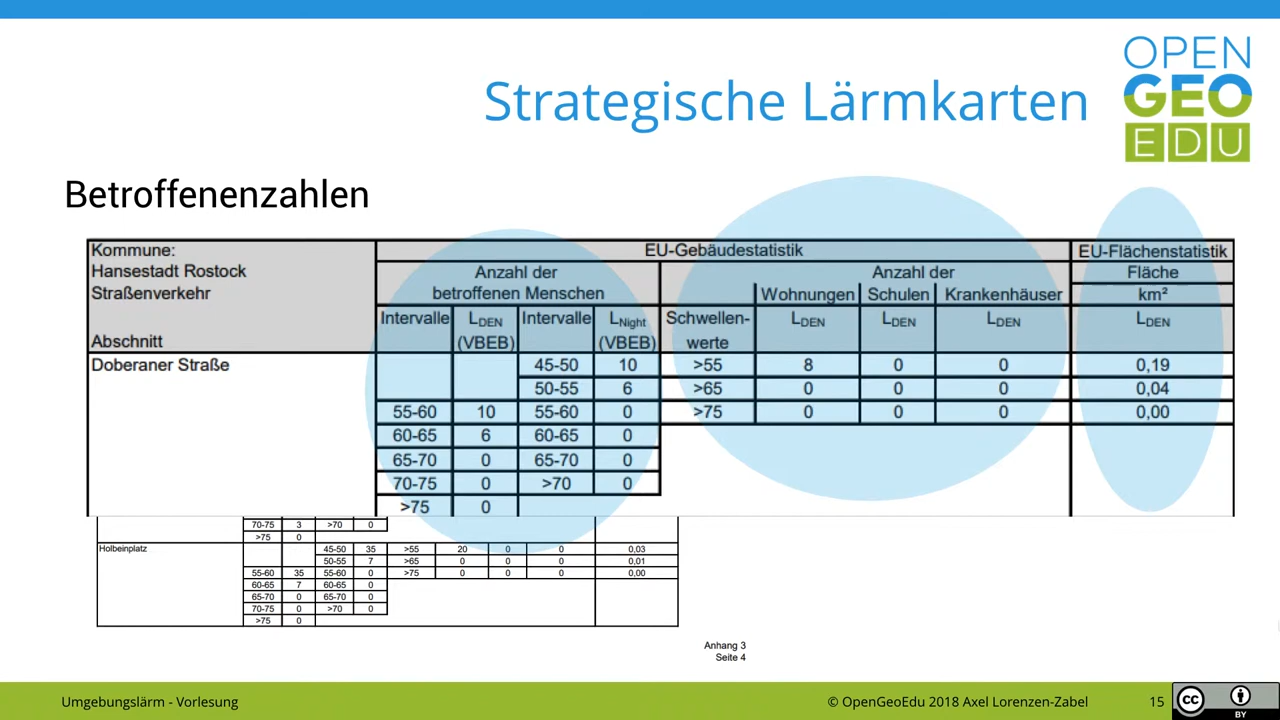 OPEN
GEO
EDU
Strategische Lärmkarten
Betroffenenzahlen
Kommune: EU-Gebäudestatistik EU-Flächenstatistik
Hansestadt Rostock Anzahl der Anzahl der Fläche
Straßenverkehr betroffenen Menschen Wohnungen Schulen Krankenhäuser km²
Intervalle LDEN Intervalle LNight Schwellen- LDEN LDEN LDEN LDEN
Abschnitt (VBEB) (VBEB) werte
Doberaner Straße 45-50 10 >55 8 0 0 0,19
50-55 6 >65 0 0 0 0,04
55-60 10 55-60 0 >75 0 0 0 0,00
60-65 6 60-65 0
65-70 0 65-70 0
70-75 0 >70 0
>75 0
70-75 3 >70 0
>75 0
Holbeinplatz 45-50 35 >55 20 0 0 0,03
50-55 7 >65 0 0 0 0,01
55-60 35 55-60 0 >75 0 0 0 0,00
60-65 7 60-65 0
65-70 0 65-70 0
70-75 0 >70 0
>75 0
Anhang 3
Seite 4
Umgebungslärm - Vorlesung © OpenGeoEdu 2018 Axel Lorenzen-Zabel 15
cc BY